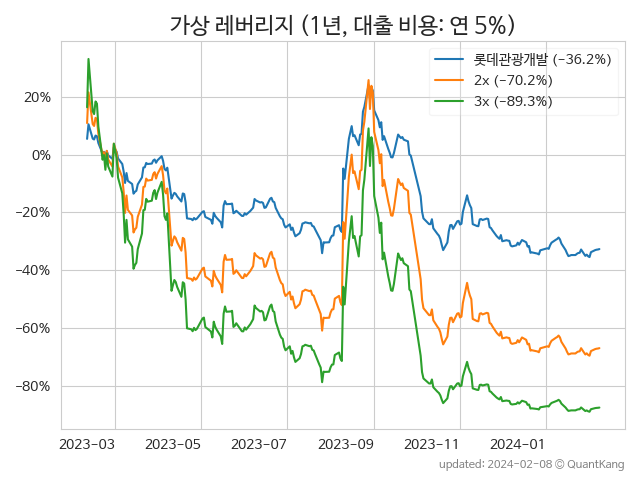 가상 레버리지 (1년, 대출 비용: 연 5%)
롯데관광개발 (−36.2%)
2x (−70.2%)
3x (−89.3%)
20%
0%
−20%
−40%
−60%
−80%
2023-03 2023-05 2023-07 2023-09 2023-11 2024-01
updated: 2024-02-08 © QuantKang